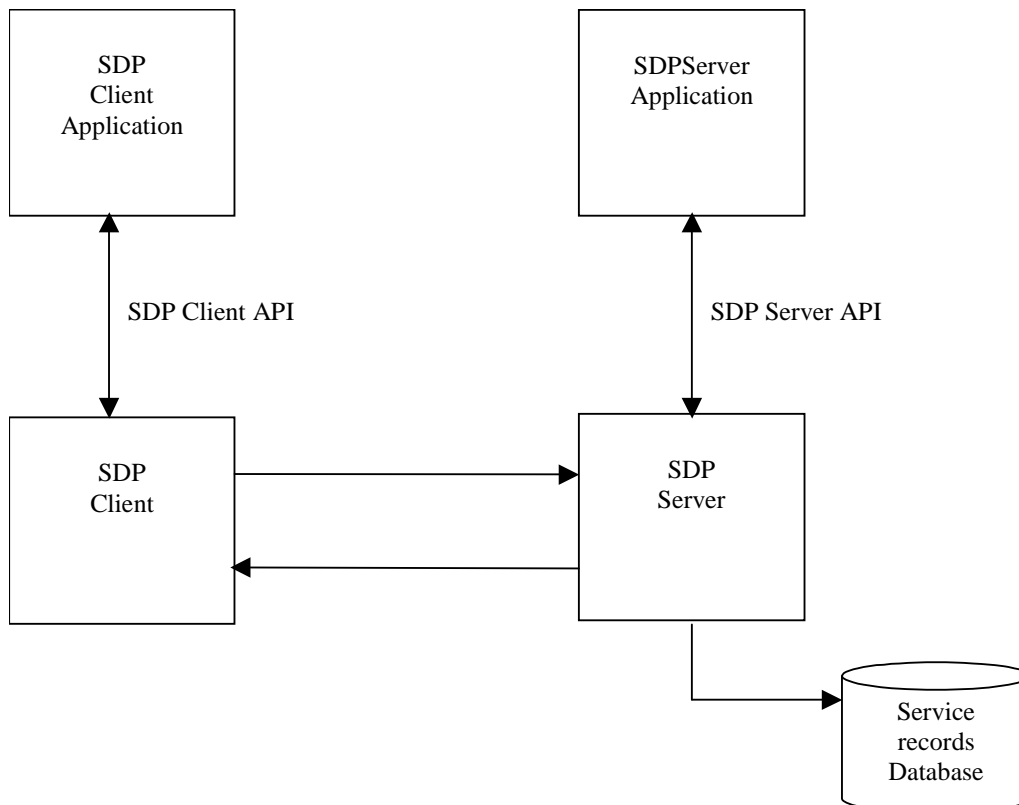 SDP
Client
Application
SDPServer
Application
SDP Client API
SDP Server API
SDP
Client
SDP
Server
Service
records
Database